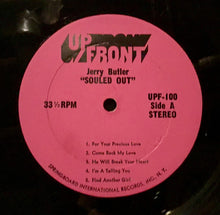 UP FRONT
Jerry Butler
"SOULED OUT"
33 ⅓ RPM
UPF-100
Side A
STEREO
1. For Your Precious Love
2. Come Back My Love
3. He Will Break Your Heart
4. I'm A Telling You
5. Find Another Girl
SPRINGBOARD INTERNATIONAL RECORDS, INC., N. Y.